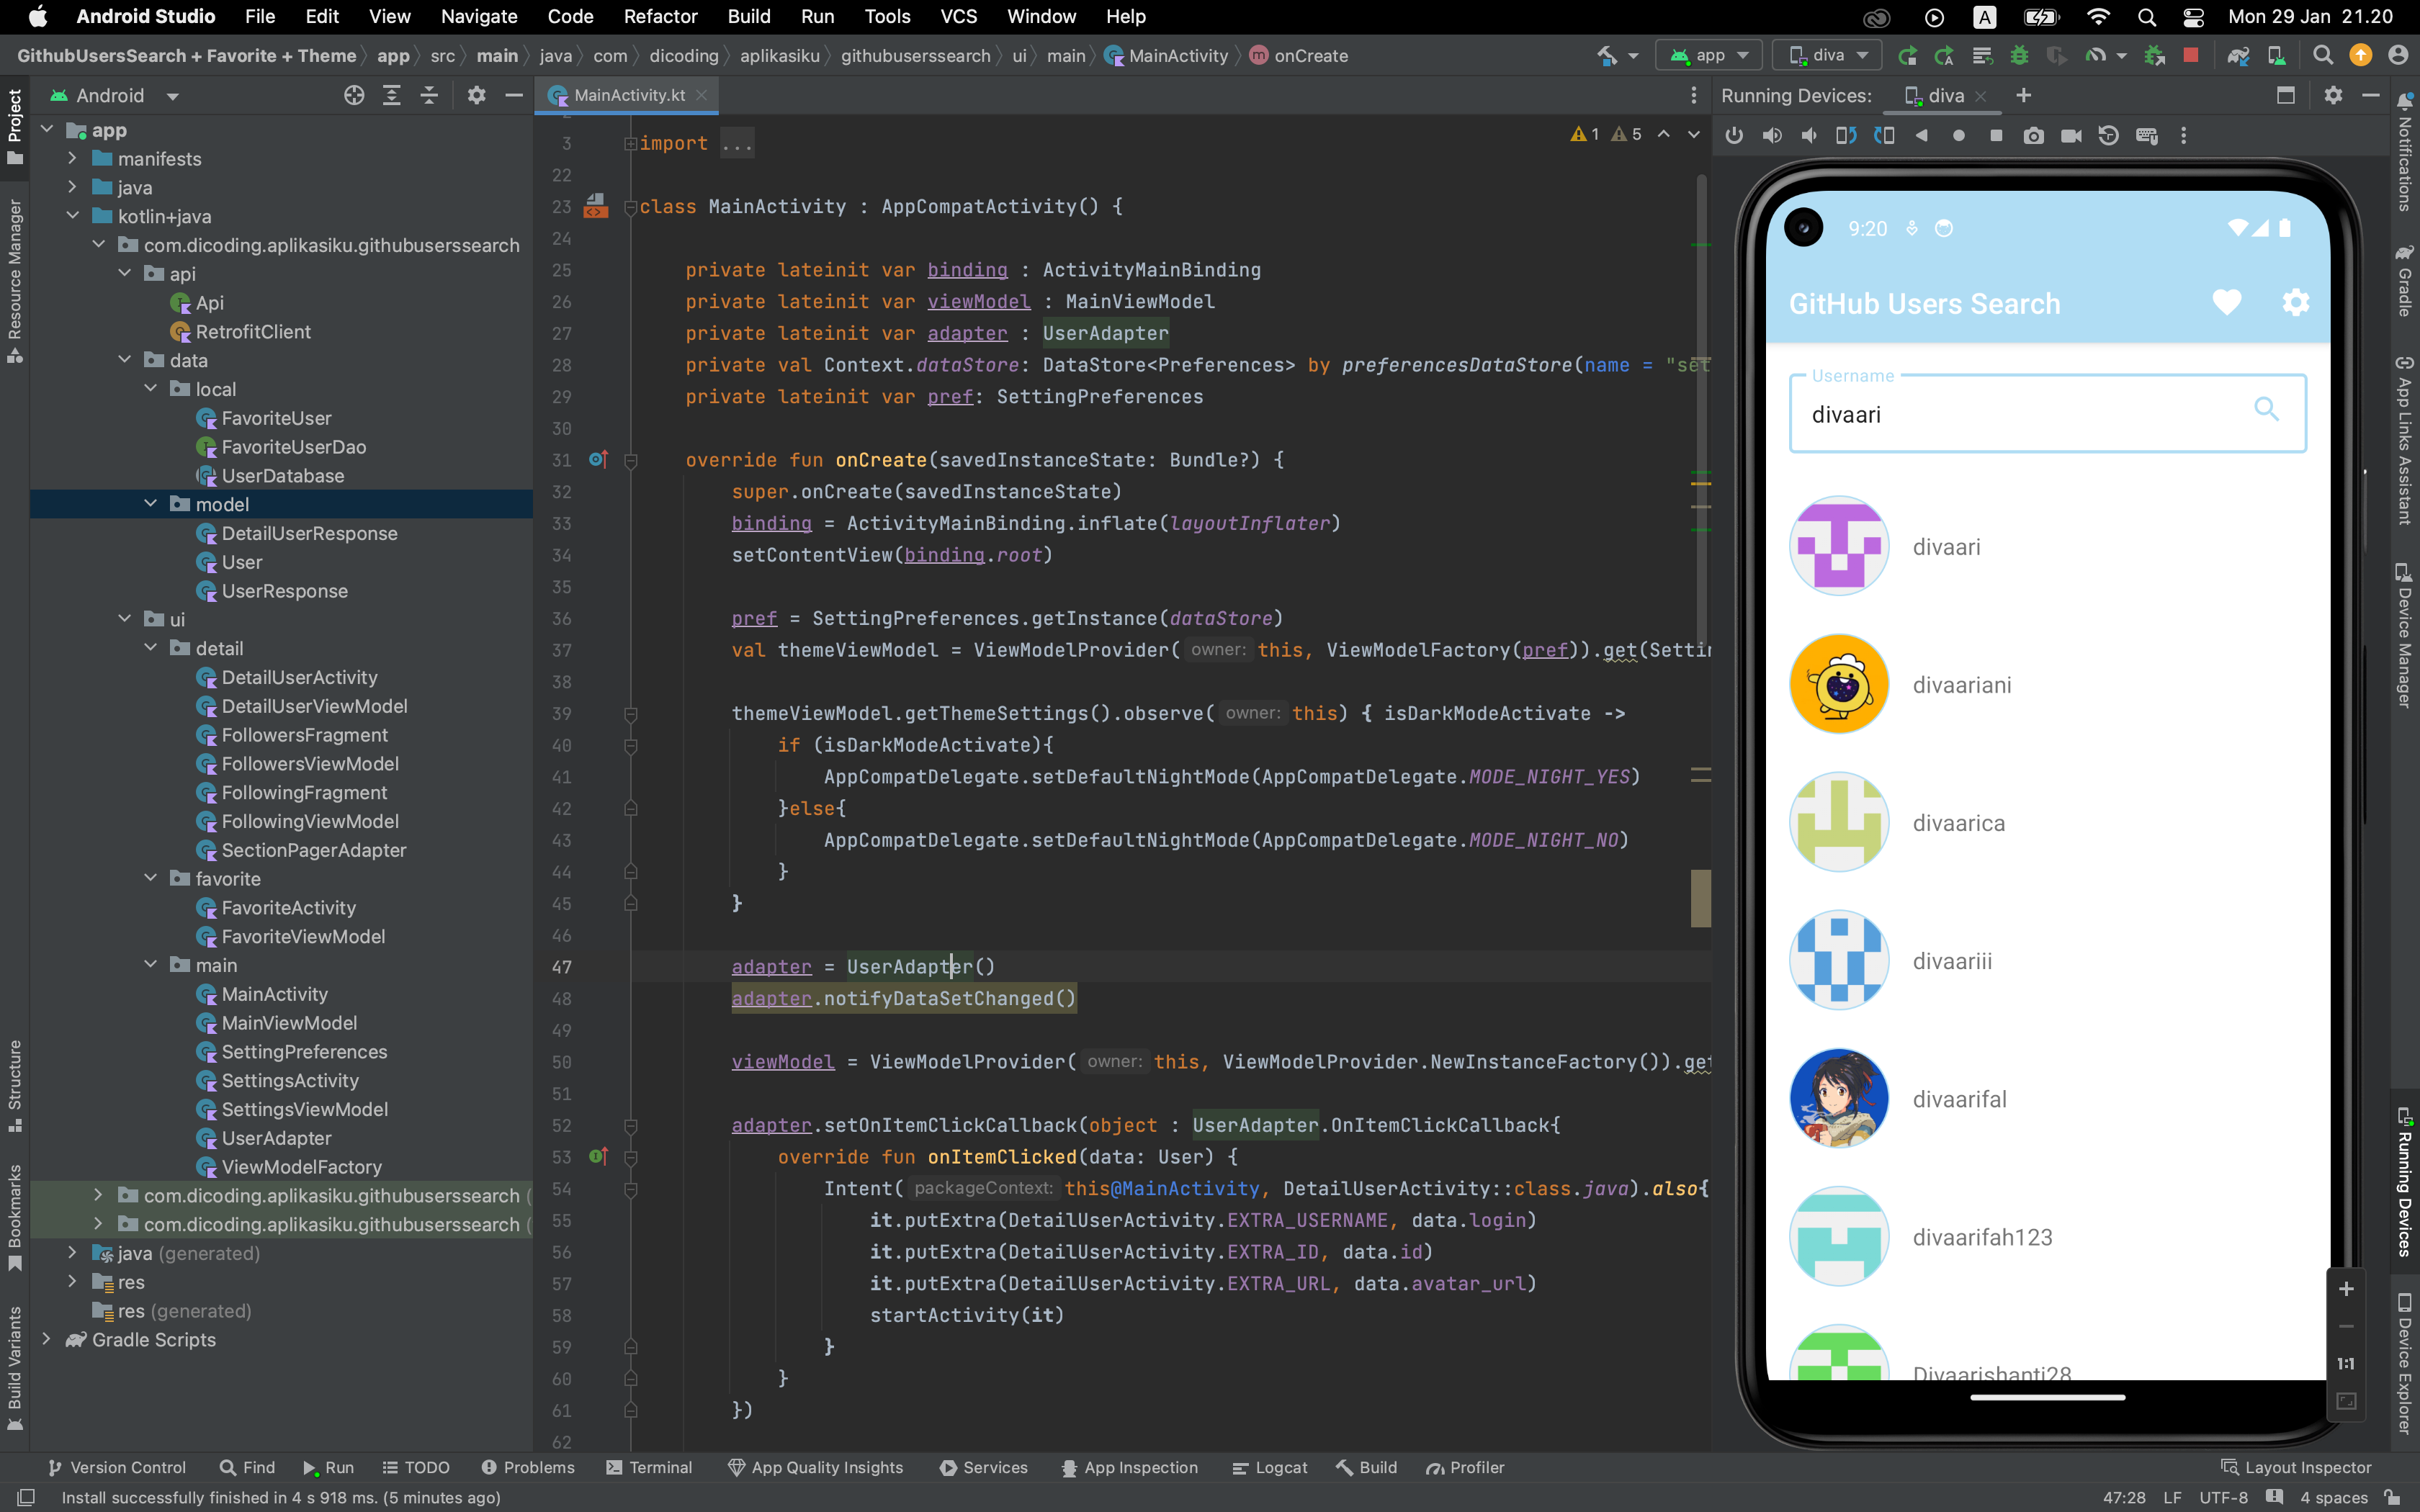 Android Studio File Edit View Navigate Code Refactor Build Run Tools VCS Window Help A Mon 29 Jan 21.20
GithubUsersSearch + Favorite + Theme app src main java com dicoding aplikasiku githubuserssearch ui main MainActivity m onCreate app diva
Project
Resource Manager
Structure
Bookmarks
Build Variants
Android
app
manifests
java
kotlin+java
com.dicoding.aplikasiku.githubuserssearch
api
Api
RetrofitClient
data
local
FavoriteUser
FavoriteUserDao
UserDatabase
model
DetailUserResponse
User
UserResponse
ui
detail
DetailUserActivity
DetailUserViewModel
FollowersFragment
FollowersViewModel
FollowingFragment
FollowingViewModel
SectionPagerAdapter
favorite
FavoriteActivity
FavoriteViewModel
main
MainActivity
MainViewModel
SettingPreferences
SettingsActivity
SettingsViewModel
UserAdapter
ViewModelFactory
com.dicoding.aplikasiku.githubuserssearch (
com.dicoding.aplikasiku.githubuserssearch (
java (generated)
res
res (generated)
Gradle Scripts
MainActivity.kt
1 5
3 import ...
22
23 class MainActivity : AppCompatActivity() {
24
25 private lateinit var binding : ActivityMainBinding
26 private lateinit var viewModel : MainViewModel
27 private lateinit var adapter : UserAdapter
28 private val Context.dataStore: DataStore<Preferences> by preferencesDataStore(name = "set
29 private lateinit var pref: SettingPreferences
30
31 override fun onCreate(savedInstanceState: Bundle?) {
32 super.onCreate(savedInstanceState)
33 binding = ActivityMainBinding.inflate(layoutInflater)
34 setContentView(binding.root)
35
36 pref = SettingPreferences.getInstance(dataStore)
37 val themeViewModel = ViewModelProvider( owner: this, ViewModelFactory(pref)).get(Settin
38
39 themeViewModel.getThemeSettings().observe( owner: this) { isDarkModeActivate ->
40 if (isDarkModeActivate){
41 AppCompatDelegate.setDefaultNightMode(AppCompatDelegate.MODE_NIGHT_YES)
42 }else{
43 AppCompatDelegate.setDefaultNightMode(AppCompatDelegate.MODE_NIGHT_NO)
44 }
45 }
46
47 adapter = UserAdapter()
48 adapter.notifyDataSetChanged()
49
50 viewModel = ViewModelProvider( owner: this, ViewModelProvider.NewInstanceFactory()).get
51
52 adapter.setOnItemClickCallback(object : UserAdapter.OnItemClickCallback{
53 override fun onItemClicked(data: User) {
54 Intent( packageContext: this@MainActivity, DetailUserActivity::class.java).also{
55 it.putExtra(DetailUserActivity.EXTRA_USERNAME, data.login)
56 it.putExtra(DetailUserActivity.EXTRA_ID, data.id)
57 it.putExtra(DetailUserActivity.EXTRA_URL, data.avatar_url)
58 startActivity(it)
59 }
60 }
61 })
62
Running Devices: diva
9:20
GitHub Users Search
Username
divaari
divaari
divaariani
divaarica
divaariii
divaarifal
divaarifah123
Divaarishanti28
1:1
Notifications
Gradle
App Links Assistant
Device Manager
Running Devices
Device Explorer
Version Control Find Run TODO Problems Terminal App Quality Insights Services App Inspection Logcat Build Profiler Layout Inspector
Install successfully finished in 4 s 918 ms. (5 minutes ago) 47:28 LF UTF-8 4 spaces